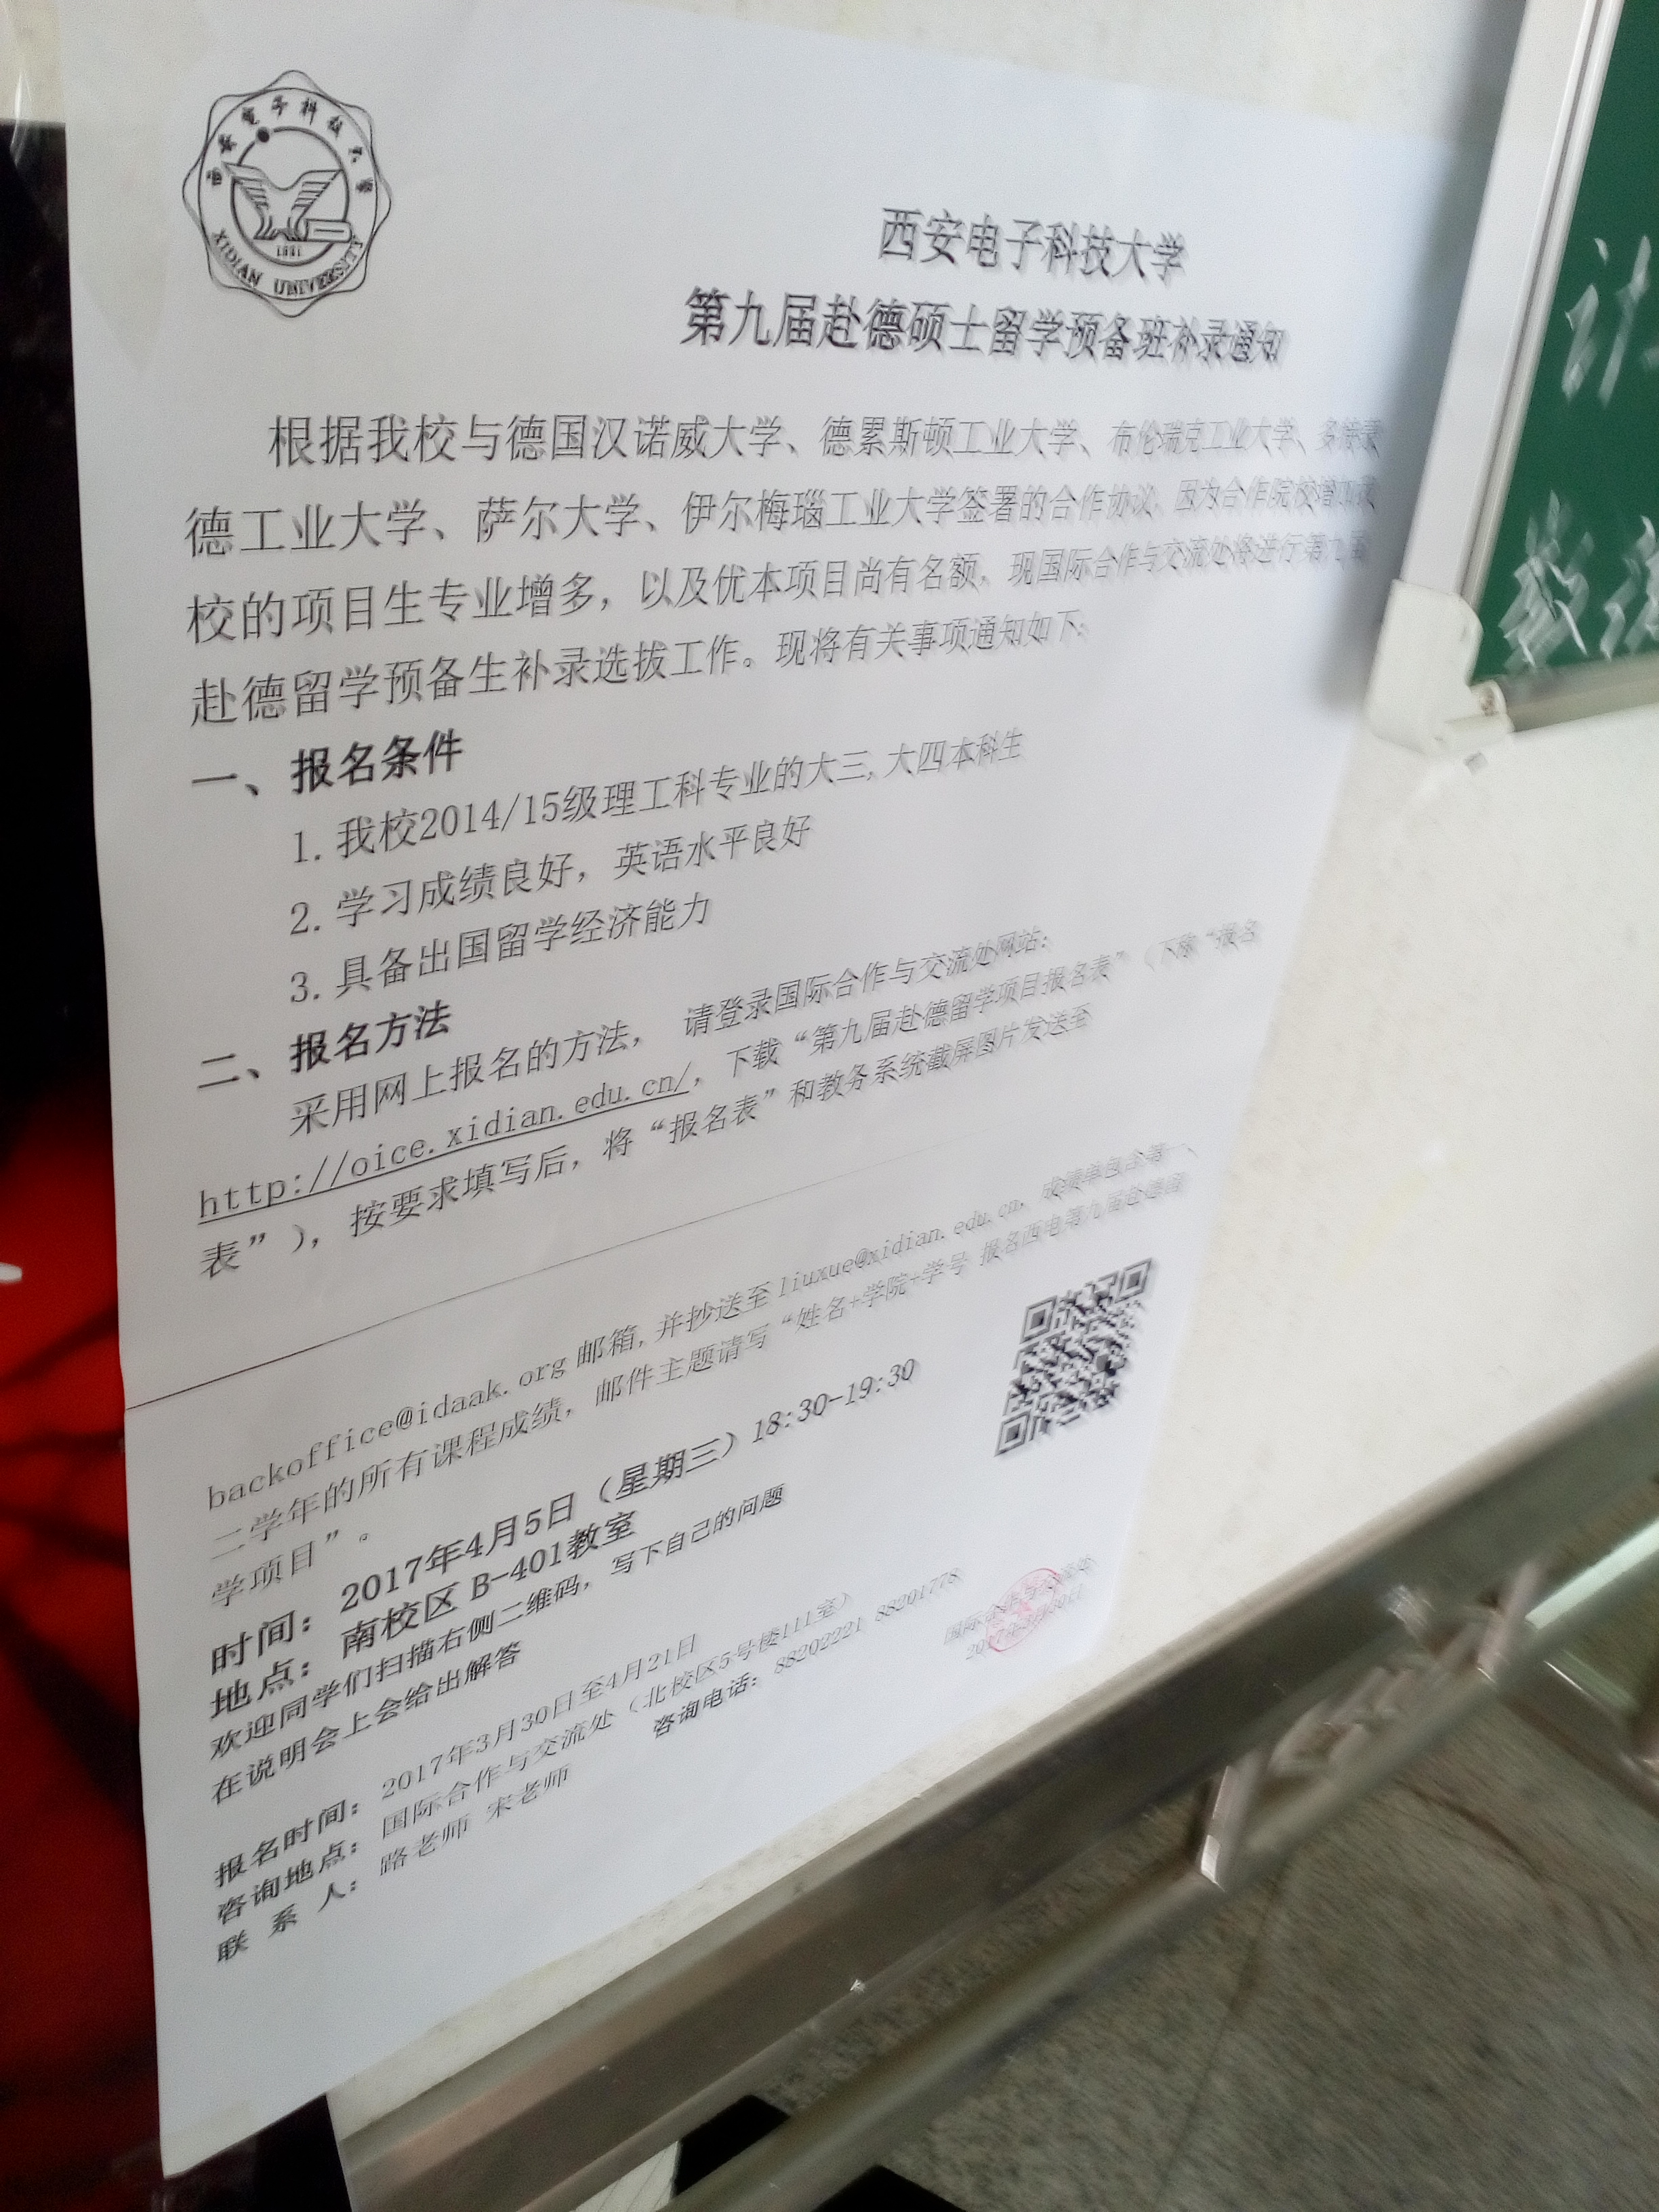 西安电子科技大学
XIDIAN UNIVERSITY
1931
西安电子科技大学
第九届赴德硕士留学预备班补录通知
根据我校与德国汉诺威大学、德累斯顿工业大学、布伦瑞克工业大学、多特蒙
德工业大学、萨尔大学、伊尔梅瑙工业大学签署的合作协议,因为合作院校增加我
校的项目生专业增多，以及优本项目尚有名额，现国际合作与交流处将进行第九届
赴德留学预备生补录选拔工作。现将有关事项通知如下:
一、报名条件
1. 我校2014/15级理工科专业的大三,大四本科生
2. 学习成绩良好，英语水平良好
3. 具备出国留学经济能力
二、报名方法
采用网上报名的方法， 请登录国际合作与交流处网站:
http://oice.xidian.edu.cn/，下载“第九届赴德留学项目报名表”（下称“报名
表”），按要求填写后，将“报名表”和教务系统截屏图片发送至
backoffice@idaak.org 邮箱,并抄送至 liuxue@xidian.edu.cn，成绩单包含第一、
二学年的所有课程成绩，邮件主题请写“姓名+学院+学号 报名西电第九届赴德留
学项目”。
时间: 2017年4月5日（星期三）18:30-19:30
地点: 南校区 B-401教室
欢迎同学们扫描右侧二维码，写下自己的问题
在说明会上会给出解答
报名时间: 2017年3月30日至4月21日
咨询地点: 国际合作与交流处（北校区5号楼111室）
联 系 人: 路老师 宋老师 咨询电话: 88202221 88201778
国际合作与交流处